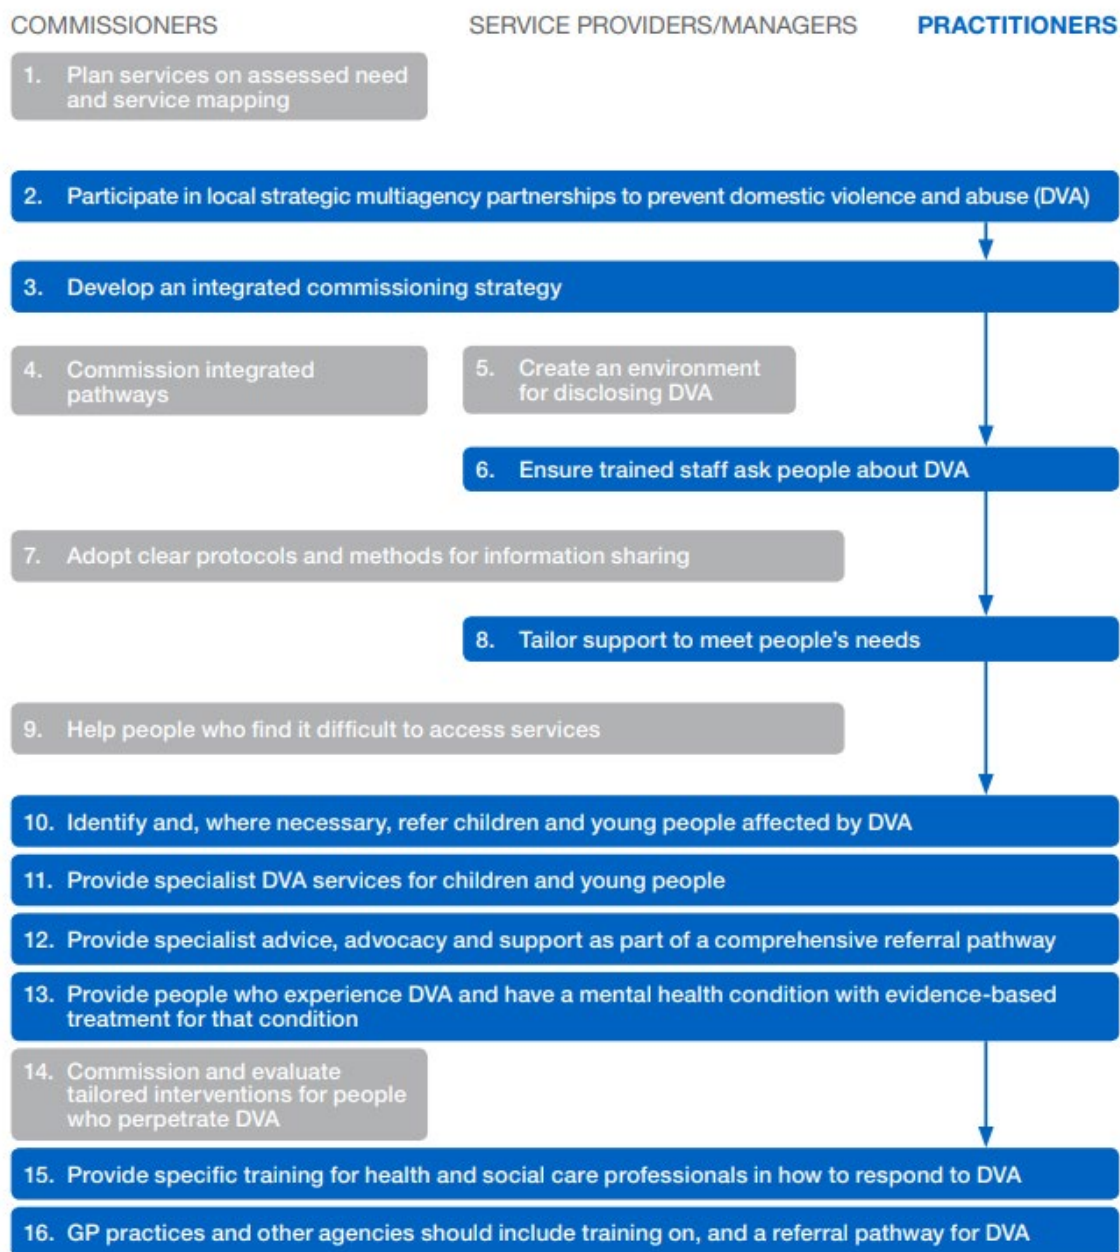 COMMISSIONERS SERVICE PROVIDERS/MANAGERS PRACTITIONERS
1. Plan services on assessed need
and service mapping
2. Participate in local strategic multiagency partnerships to prevent domestic violence and abuse (DVA)
3. Develop an integrated commissioning strategy
4. Commission integrated
pathways
5. Create an environment
for disclosing DVA
6. Ensure trained staff ask people about DVA
7. Adopt clear protocols and methods for information sharing
8. Tailor support to meet people’s needs
9. Help people who find it difficult to access services
10. Identify and, where necessary, refer children and young people affected by DVA
11. Provide specialist DVA services for children and young people
12. Provide specialist advice, advocacy and support as part of a comprehensive referral pathway
13. Provide people who experience DVA and have a mental health condition with evidence-based
treatment for that condition
14. Commission and evaluate
tailored interventions for people
who perpetrate DVA
15. Provide specific training for health and social care professionals in how to respond to DVA
16. GP practices and other agencies should include training on, and a referral pathway for DVA